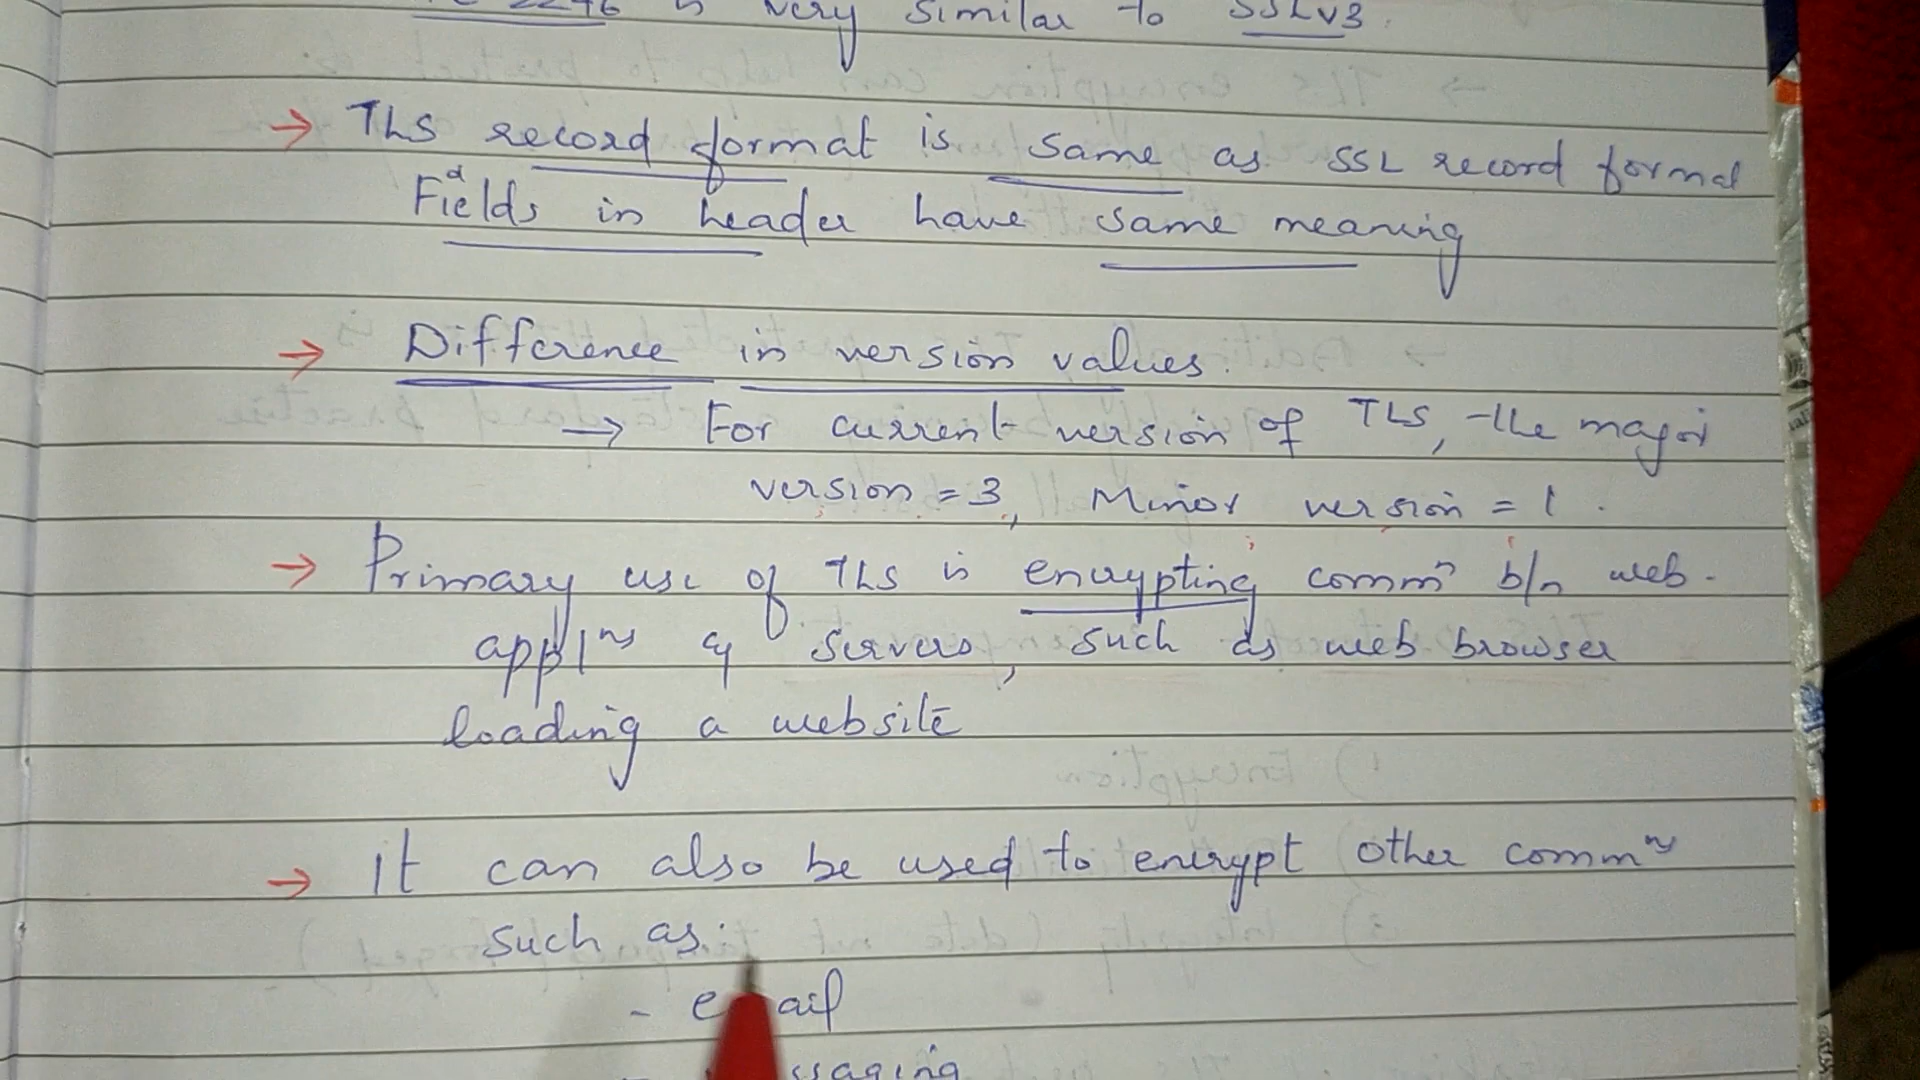 2246 is very similar to SSLv3.
→ TLS record format is same as SSL record format
& Fields in header have same meaning
→ Difference in version values.
→ For current version of TLS, the major
version = 3, Minor version = 1.
→ Primary use of TLS is encrypting commⁿ b/n web
applⁿˢ & servers, such as web browser
loading a website
→ It can also be used to encrypt other commⁿˢ
such as:
- email